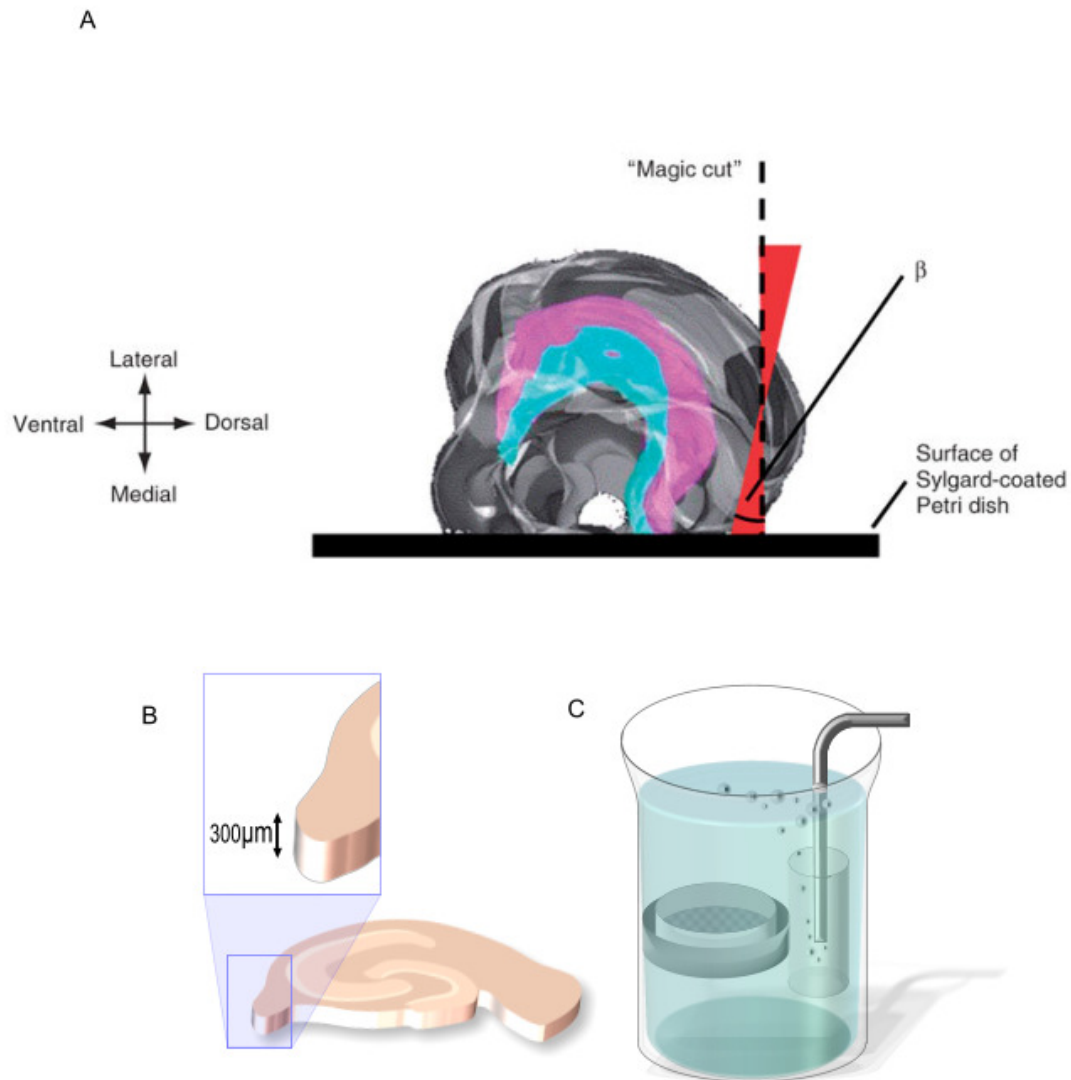 A
"Magic cut"
β
Lateral
Ventral
Dorsal
Medial
Surface of
Sylgard-coated
Petri dish
B
300µm
C